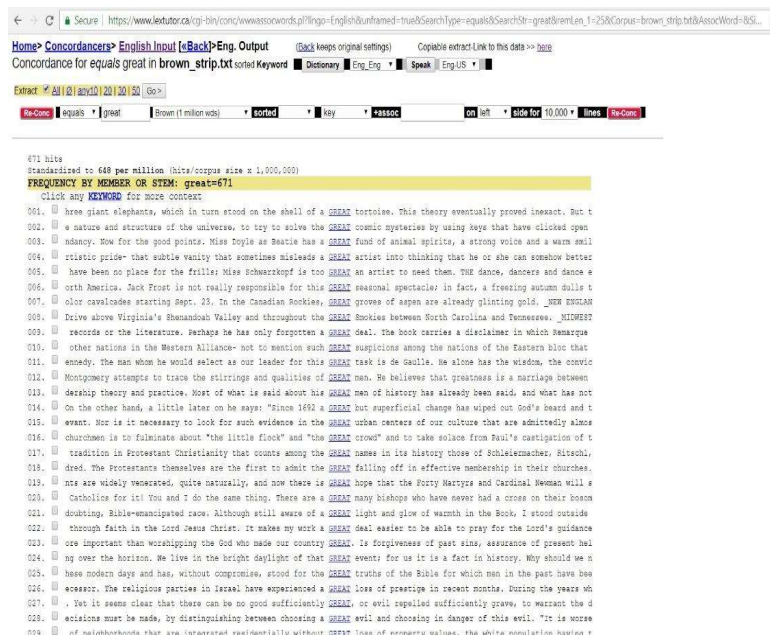 Secure | https://www.lextutor.ca/cgi-bin/conc/wwwassocwords.pl?lingo=English&unframed=true&SearchType=equals&SearchStr=great&remLen_1=25&Corpus=brown_strip.txt&AssocWord=&Si...
Home> Concordancers> English Input [«Back]>Eng. Output (Back keeps original settings) Copiable extract-Link to this data >> here
Concordance for equals great in brown_strip.txt sorted Keyword Dictionary Eng_Eng Speak Eng-US
Extract All | Ø | any10 | 20 | 30 | 50 Go >
Re-Conc equals great Brown (1 million wds) sorted key +assoc on left side for 10,000 lines Re-Conc
671 hits
Standardized to 648 per million (hits/corpus size x 1,000,000)
FREQUENCY BY MEMBER OR STEM: great=671
Click any KEYWORD for more context
001. hree giant elephants, which in turn stood on the shell of a GREAT tortoise. This theory eventually proved inexact. But t
002. e nature and structure of the universe, to try to solve the GREAT cosmic mysteries by using keys that have clicked open
003. ndancy. Now for the good points. Miss Doyle as Beatie has a GREAT fund of animal spirits, a strong voice and a warm smil
004. rtistic pride- that subtle vanity that sometimes misleads a GREAT artist into thinking that he or she can somehow better
005. have been no place for the frills; Miss Schwarzkopf is too GREAT an artist to need them. THE dance, dancers and dance e
006. orth America. Jack Frost is not really responsible for this GREAT seasonal spectacle; in fact, a freezing autumn dulls t
007. olor cavalcades starting Sept. 23. In the Canadian Rockies, GREAT groves of aspen are already glinting gold. _NEW ENGLAN
008. Drive above Virginia's Shenandoah Valley and throughout the GREAT Smokies between North Carolina and Tennessee. _MIDWEST
009. records or the literature. Perhaps he has only forgotten a GREAT deal. The book carries a disclaimer in which Remarque
010. other nations in the Western Alliance- not to mention such GREAT suspicions among the nations of the Eastern bloc that
011. ennedy. The man whom he would select as our leader for this GREAT task is de Gaulle. He alone has the wisdom, the convic
012. Montgomery attempts to trace the stirrings and qualities of GREAT men. He believes that greatness is a marriage between
013. dership theory and practice. Most of what is said about his GREAT men of history has already been said, and what has not
014. On the other hand, a little later on he says: "Since 1692 a GREAT but superficial change has wiped out God's beard and t
015. evant. Nor is it necessary to look for such evidence in the GREAT urban centers of our culture that are admittedly almos
016. churchmen is to fulminate about "the little flock" and "the GREAT crowd" and to take solace from Paul's castigation of t
017. tradition in Protestant Christianity that counts among the GREAT names in its history those of Schleiermacher, Ritschl,
018. dred. The Protestants themselves are the first to admit the GREAT falling off in effective membership in their churches.
019. nts are widely venerated, quite naturally, and now there is GREAT hope that the Forty Martyrs and Cardinal Newman will s
020. Catholics for it! You and I do the same thing. There are a GREAT many bishops who have never had a cross on their bosom
021. doubting, Bible-emancipated race. Although still aware of a GREAT light and glow of warmth in the Book, I stood outside
022. through faith in the Lord Jesus Christ. It makes my work a GREAT deal easier to be able to pray for the Lord's guidance
023. ore important than worshipping the God who made our country GREAT. Is forgiveness of past sins, assurance of present hel
024. ng over the horizon. We live in the bright daylight of that GREAT event; for us it is a fact in history. Why should we n
025. hese modern days and has, without compromise, stood for the GREAT truths of the Bible for which men in the past have bee
026. ecessor. The religious parties in Israel have experienced a GREAT loss of prestige in recent months. During the years wh
027. . Yet it seems clear that there can be no good sufficiently GREAT, or evil repelled sufficiently grave, to warrant the d
028. ecisions must be made, by distinguishing between choosing a GREAT evil and choosing in danger of this evil. "It is worse
029. of neighborhoods that are integrated residentially without GREAT loss of property values, the white population having t